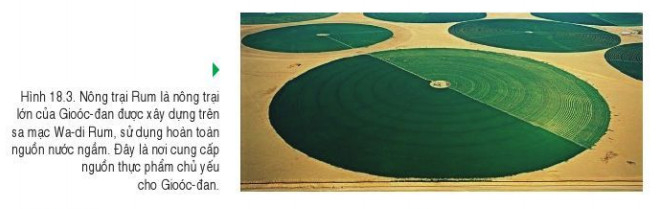 Hình 18.3. Nông trại Rum là nông trại
lớn của Gioóc-đan được xây dựng trên
sa mạc Wa-di Rum, sử dụng hoàn toàn
nguồn nước ngầm. Đây là nơi cung cấp
nguồn thực phẩm chủ yếu
cho Gioóc-đan.